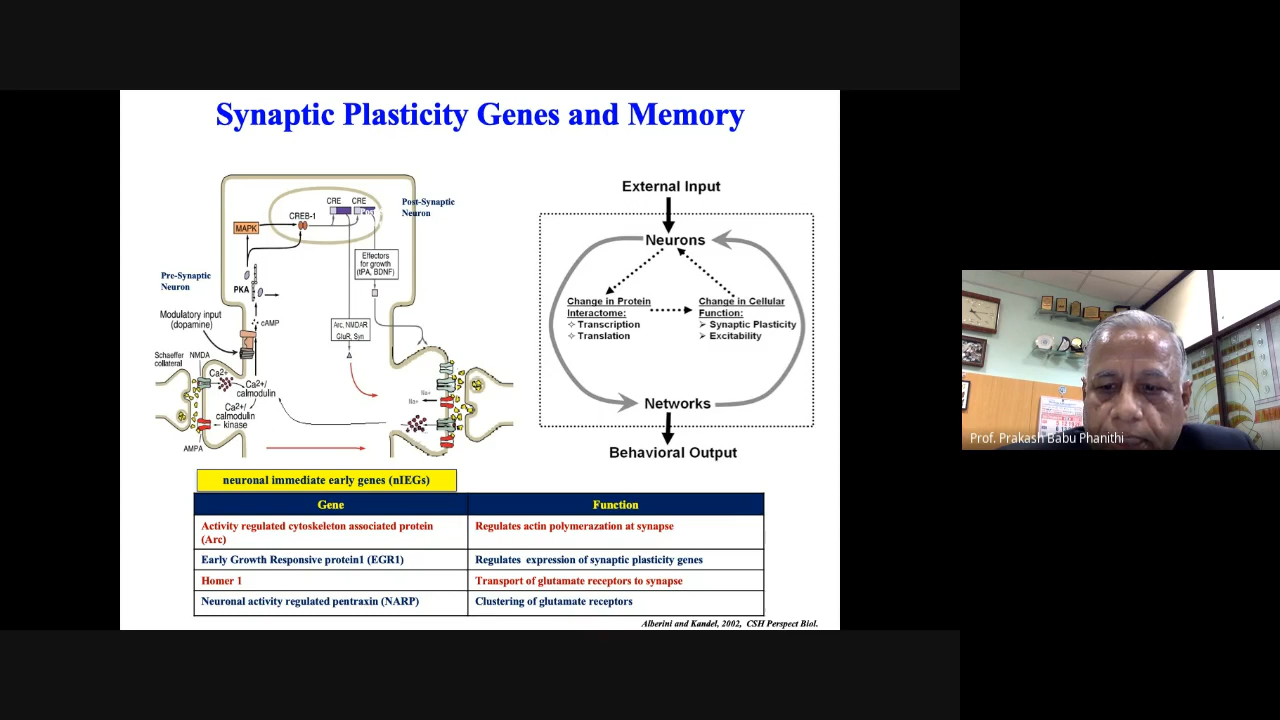 Synaptic Plasticity Genes and Memory
CRE CRE
CREB-1
MAPK
Post-Synaptic
Neuron
Effectors
for growth
(tPA, BDNF)
Pre-Synaptic
Neuron
PKA
Modulatory input
(dopamine)
cAMP
Arc, NMDAR
GluR, Syn
Schaeffer
collateral
NMDA
Ca2+
Ca2+/
calmodulin
Ca2+/
calmodulin
kinase
AMPA
Na+
Na+
External Input
Neurons
Change in Protein
Interactome:
✧ Transcription
✧ Translation
Change in Cellular
Function:
➢ Synaptic Plasticity
➢ Excitability
Networks
Behavioral Output
neuronal immediate early genes (nIEGs)
Gene Function
Activity regulated cytoskeleton associated protein
(Arc)
Regulates actin polymerazation at synapse
Early Growth Responsive protein1 (EGR1) Regulates expression of synaptic plasticity genes
Homer 1 Transport of glutamate receptors to synapse
Neuronal activity regulated pentraxin (NARP) Clustering of glutamate receptors
Alberini and Kandel, 2002, CSH Perspect Biol.
Prof. Prakash Babu Phanithi